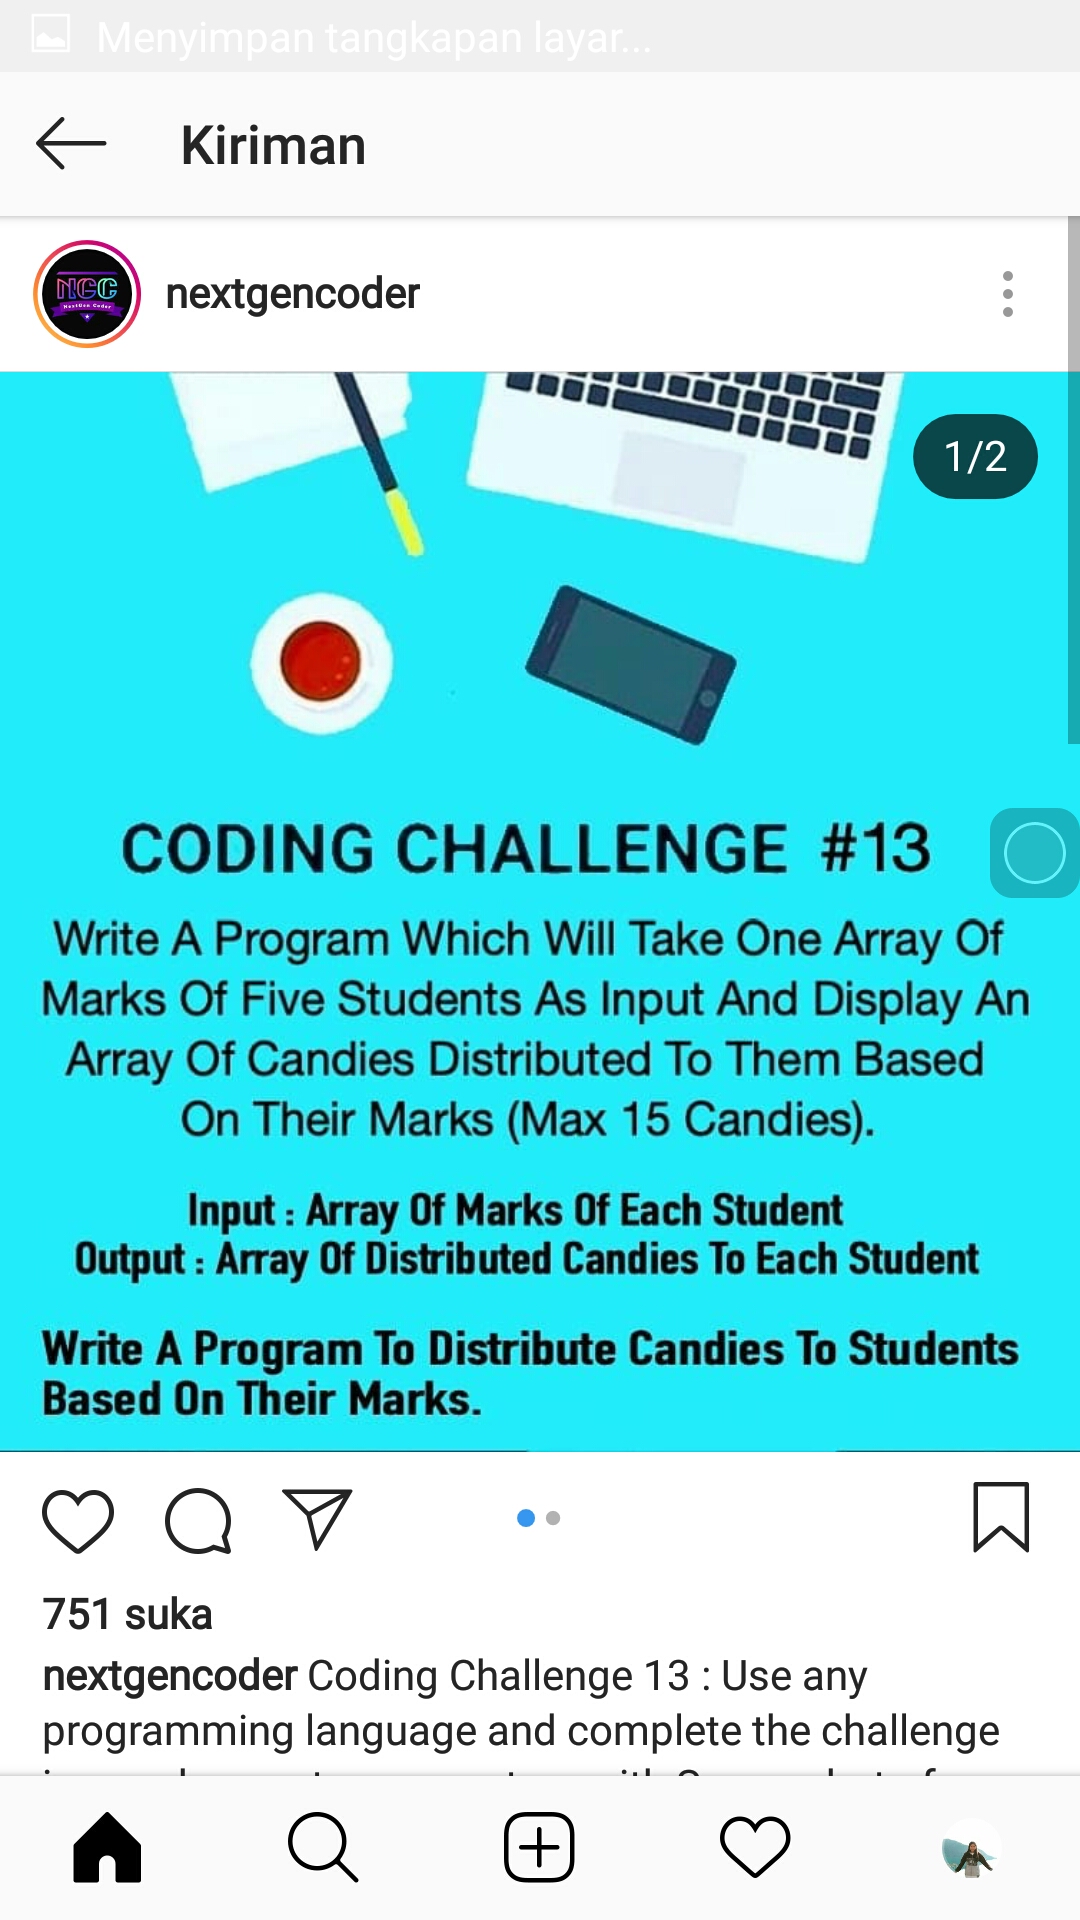 Menyimpan tangkapan layar...
Kiriman
NGC
NextGen Coder
nextgencoder
1/2
CODING CHALLENGE #13
Write A Program Which Will Take One Array Of
Marks Of Five Students As Input And Display An
Array Of Candies Distributed To Them Based
On Their Marks (Max 15 Candies).
Input : Array Of Marks Of Each Student
Output : Array Of Distributed Candies To Each Student
Write A Program To Distribute Candies To Students
Based On Their Marks.
751 suka
nextgencoder Coding Challenge 13 : Use any
programming language and complete the challenge